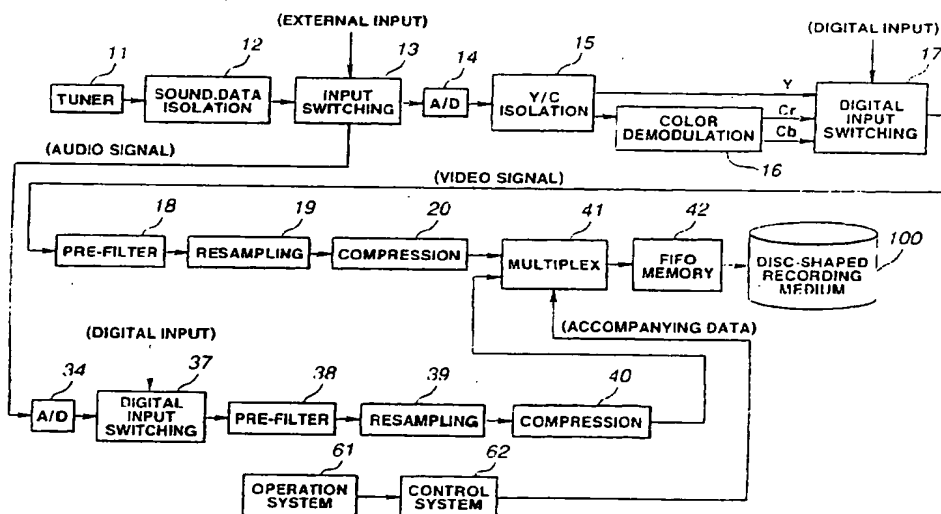 (EXTERNAL INPUT)
(DIGITAL INPUT)
11
12
13
14
15
17
TUNER
SOUND.DATA
ISOLATION
INPUT
SWITCHING
A/D
Y/C
ISOLATION
Y
Cr
Cb
COLOR
DEMODULATION
16
DIGITAL
INPUT
SWITCHING
(AUDIO SIGNAL)
(VIDEO SIGNAL)
18
19
20
41
42
100
PRE-FILTER
RESAMPLING
COMPRESSION
MULTIPLEX
FIFO
MEMORY
DISC-SHAPED
RECORDING
MEDIUM
(ACCOMPANYING DATA)
(DIGITAL INPUT)
34
37
38
39
40
A/D
DIGITAL
INPUT
SWITCHING
PRE-FILTER
RESAMPLING
COMPRESSION
61
62
OPERATION
SYSTEM
CONTROL
SYSTEM